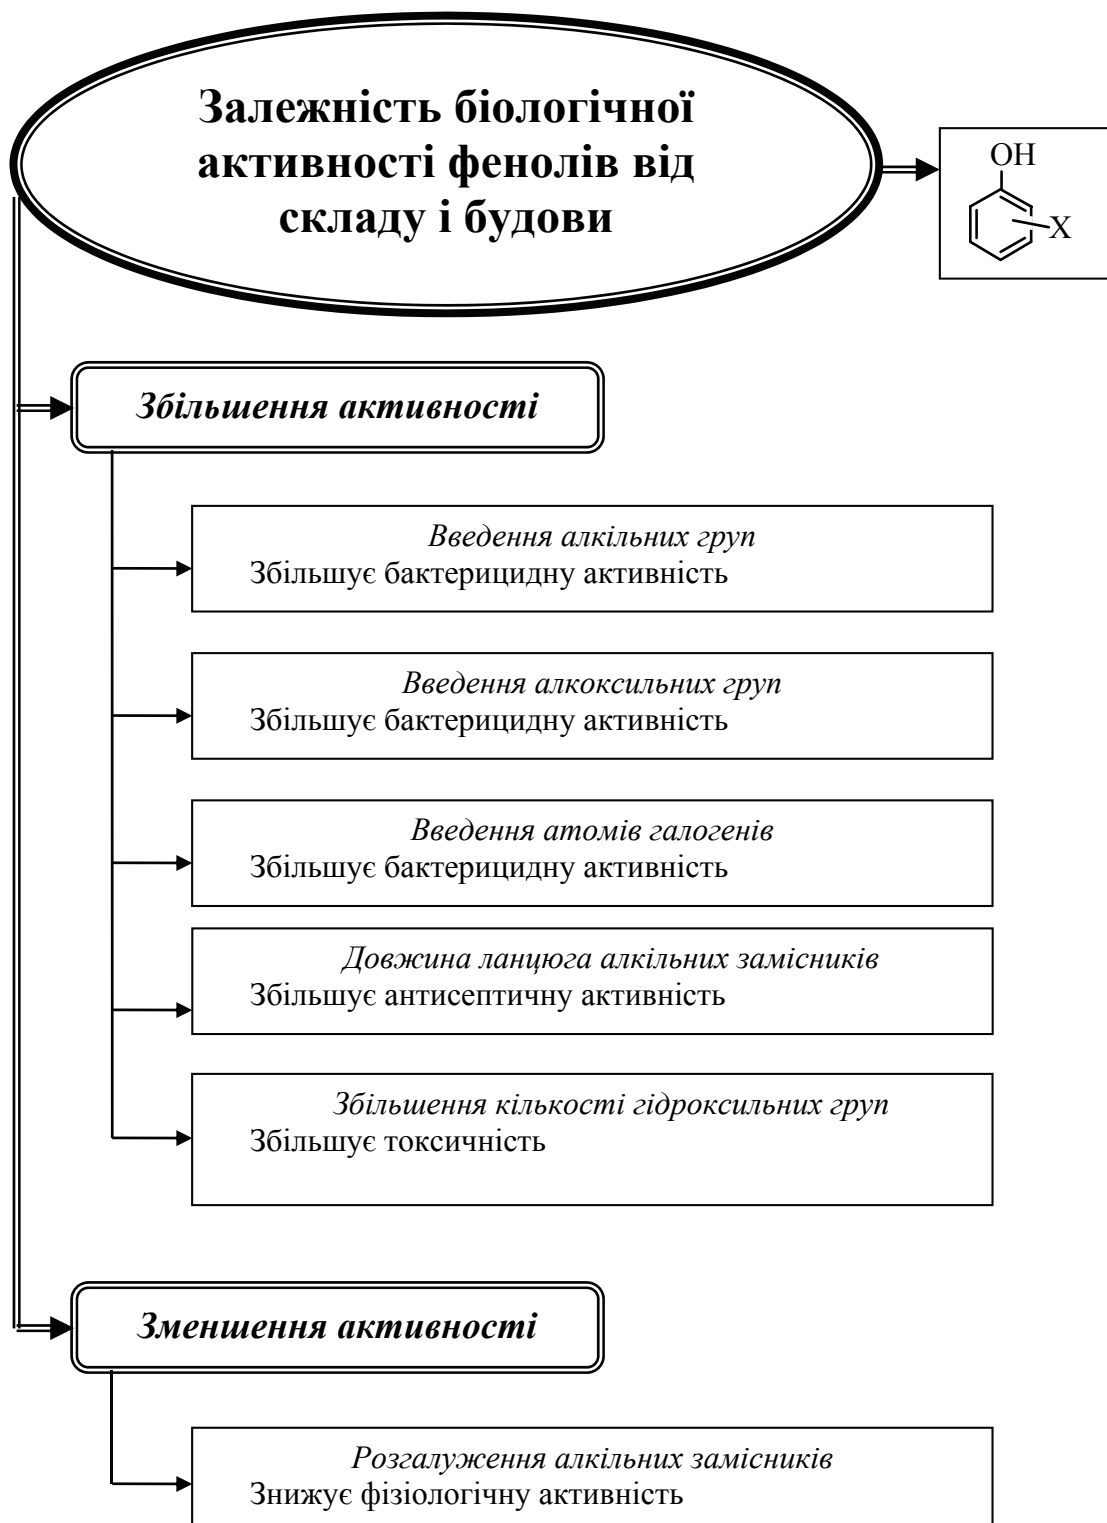 Залежність біологічної
активності фенолів від
складу і будови
OH
X
Збільшення активності
Введення алкільних груп
Збільшує бактерицидну активність
Введення алкоксильних груп
Збільшує бактерицидну активність
Введення атомів галогенів
Збільшує бактерицидну активність
Довжина ланцюга алкільних замісників
Збільшує антисептичну активність
Збільшення кількості гідроксильних груп
Збільшує токсичність
Зменшення активності
Розгалуження алкільних замісників
Знижує фізіологічну активність